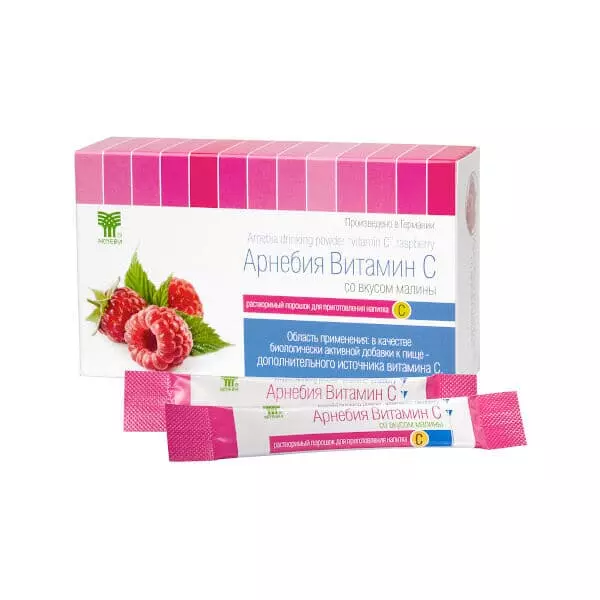 Произведено в Германии
Arnebia drinking powder "vitamin C" raspberry
Арнебия Витамин С
со вкусом малины
растворимый порошок для приготовления напитка С
Область применения: в качестве
биологически активной добавки к пище -
дополнительного источника витамина С
Арнебия Витамин С
Арнебия Витамин С
со вкусом малины
растворимый порошок для приготовления напитка С